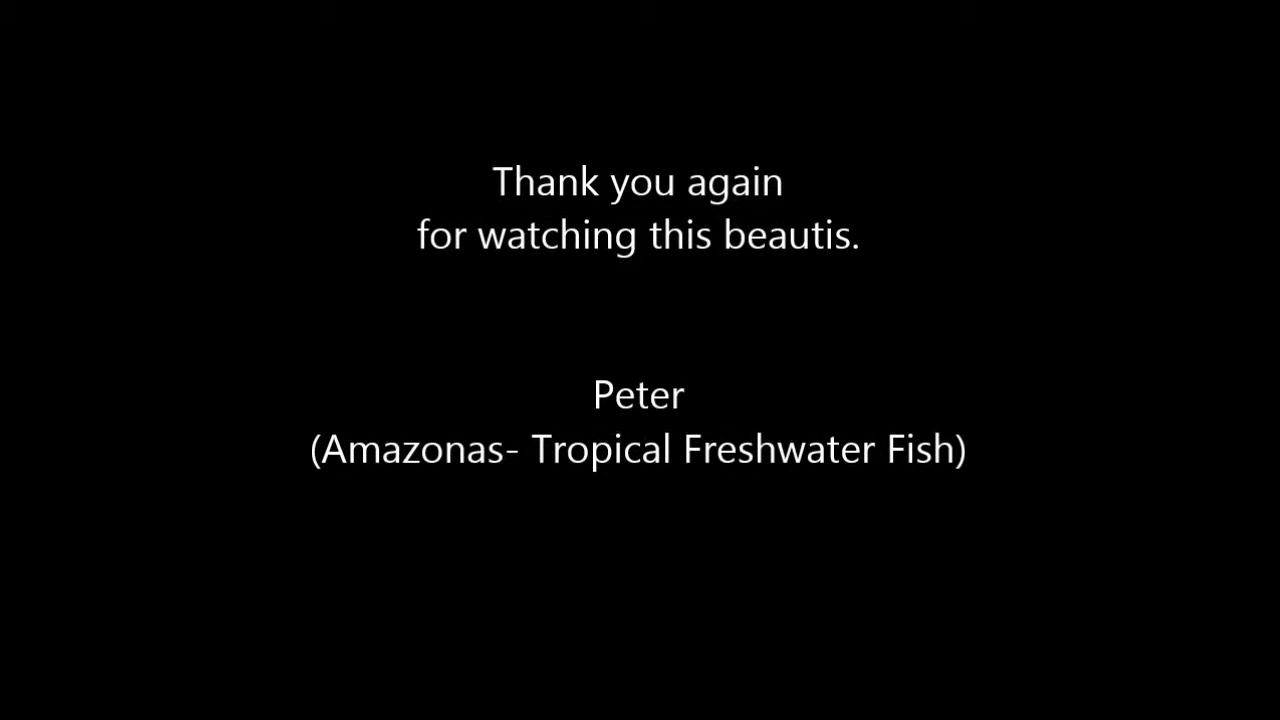 Thank you again
for watching this beautis.
Peter
(Amazonas- Tropical Freshwater Fish)